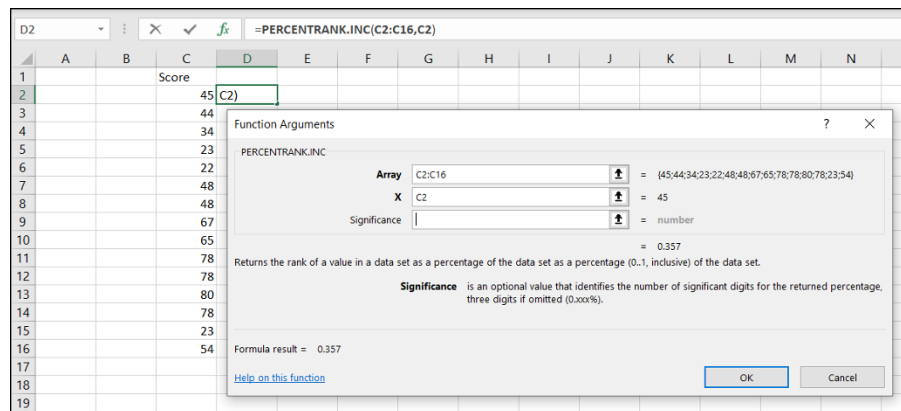 D2 fx =PERCENTRANK.INC(C2:C16,C2)
A B C D E F G H I J K L M N
1 Score
2 45 C2)
3 44
4 34
5 23
6 22
7 48
8 48
9 67
10 65
11 78
12 78
13 80
14 78
15 23
16 54
17
18
19
Function Arguments ? X
PERCENTRANK.INC
Array C2:C16 = {45;44;34;23;22;48;48;67;65;78;78;80;78;23;54}
X C2 = 45
Significance = number
= 0.357
Returns the rank of a value in a data set as a percentage of the data set as a percentage (0..1, inclusive) of the data set.
Significance is an optional value that identifies the number of significant digits for the returned percentage,
three digits if omitted (0.xxx%).
Formula result = 0.357
Help on this function OK Cancel